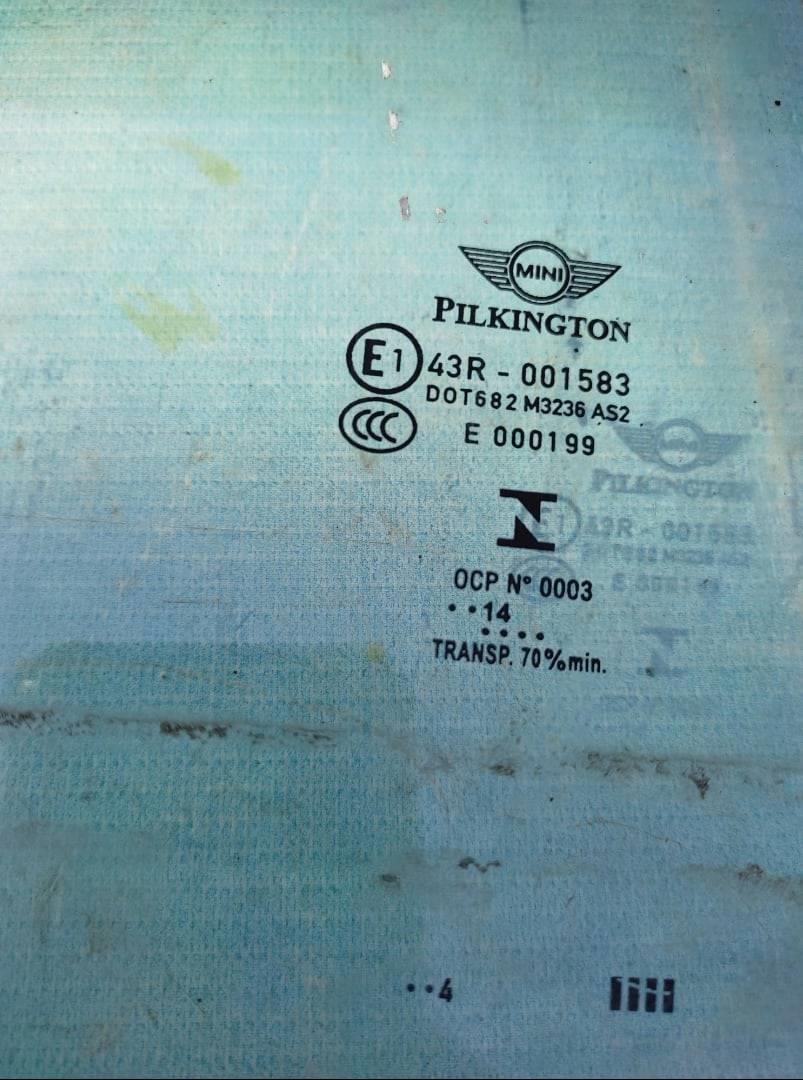 MINI
PILKINGTON
E1 43R - 001583
DOT682 M3236 AS2
CCC
E 000199
OCP N° 0003
• • 14
• • • •
TRANSP. 70% min.
• • 4